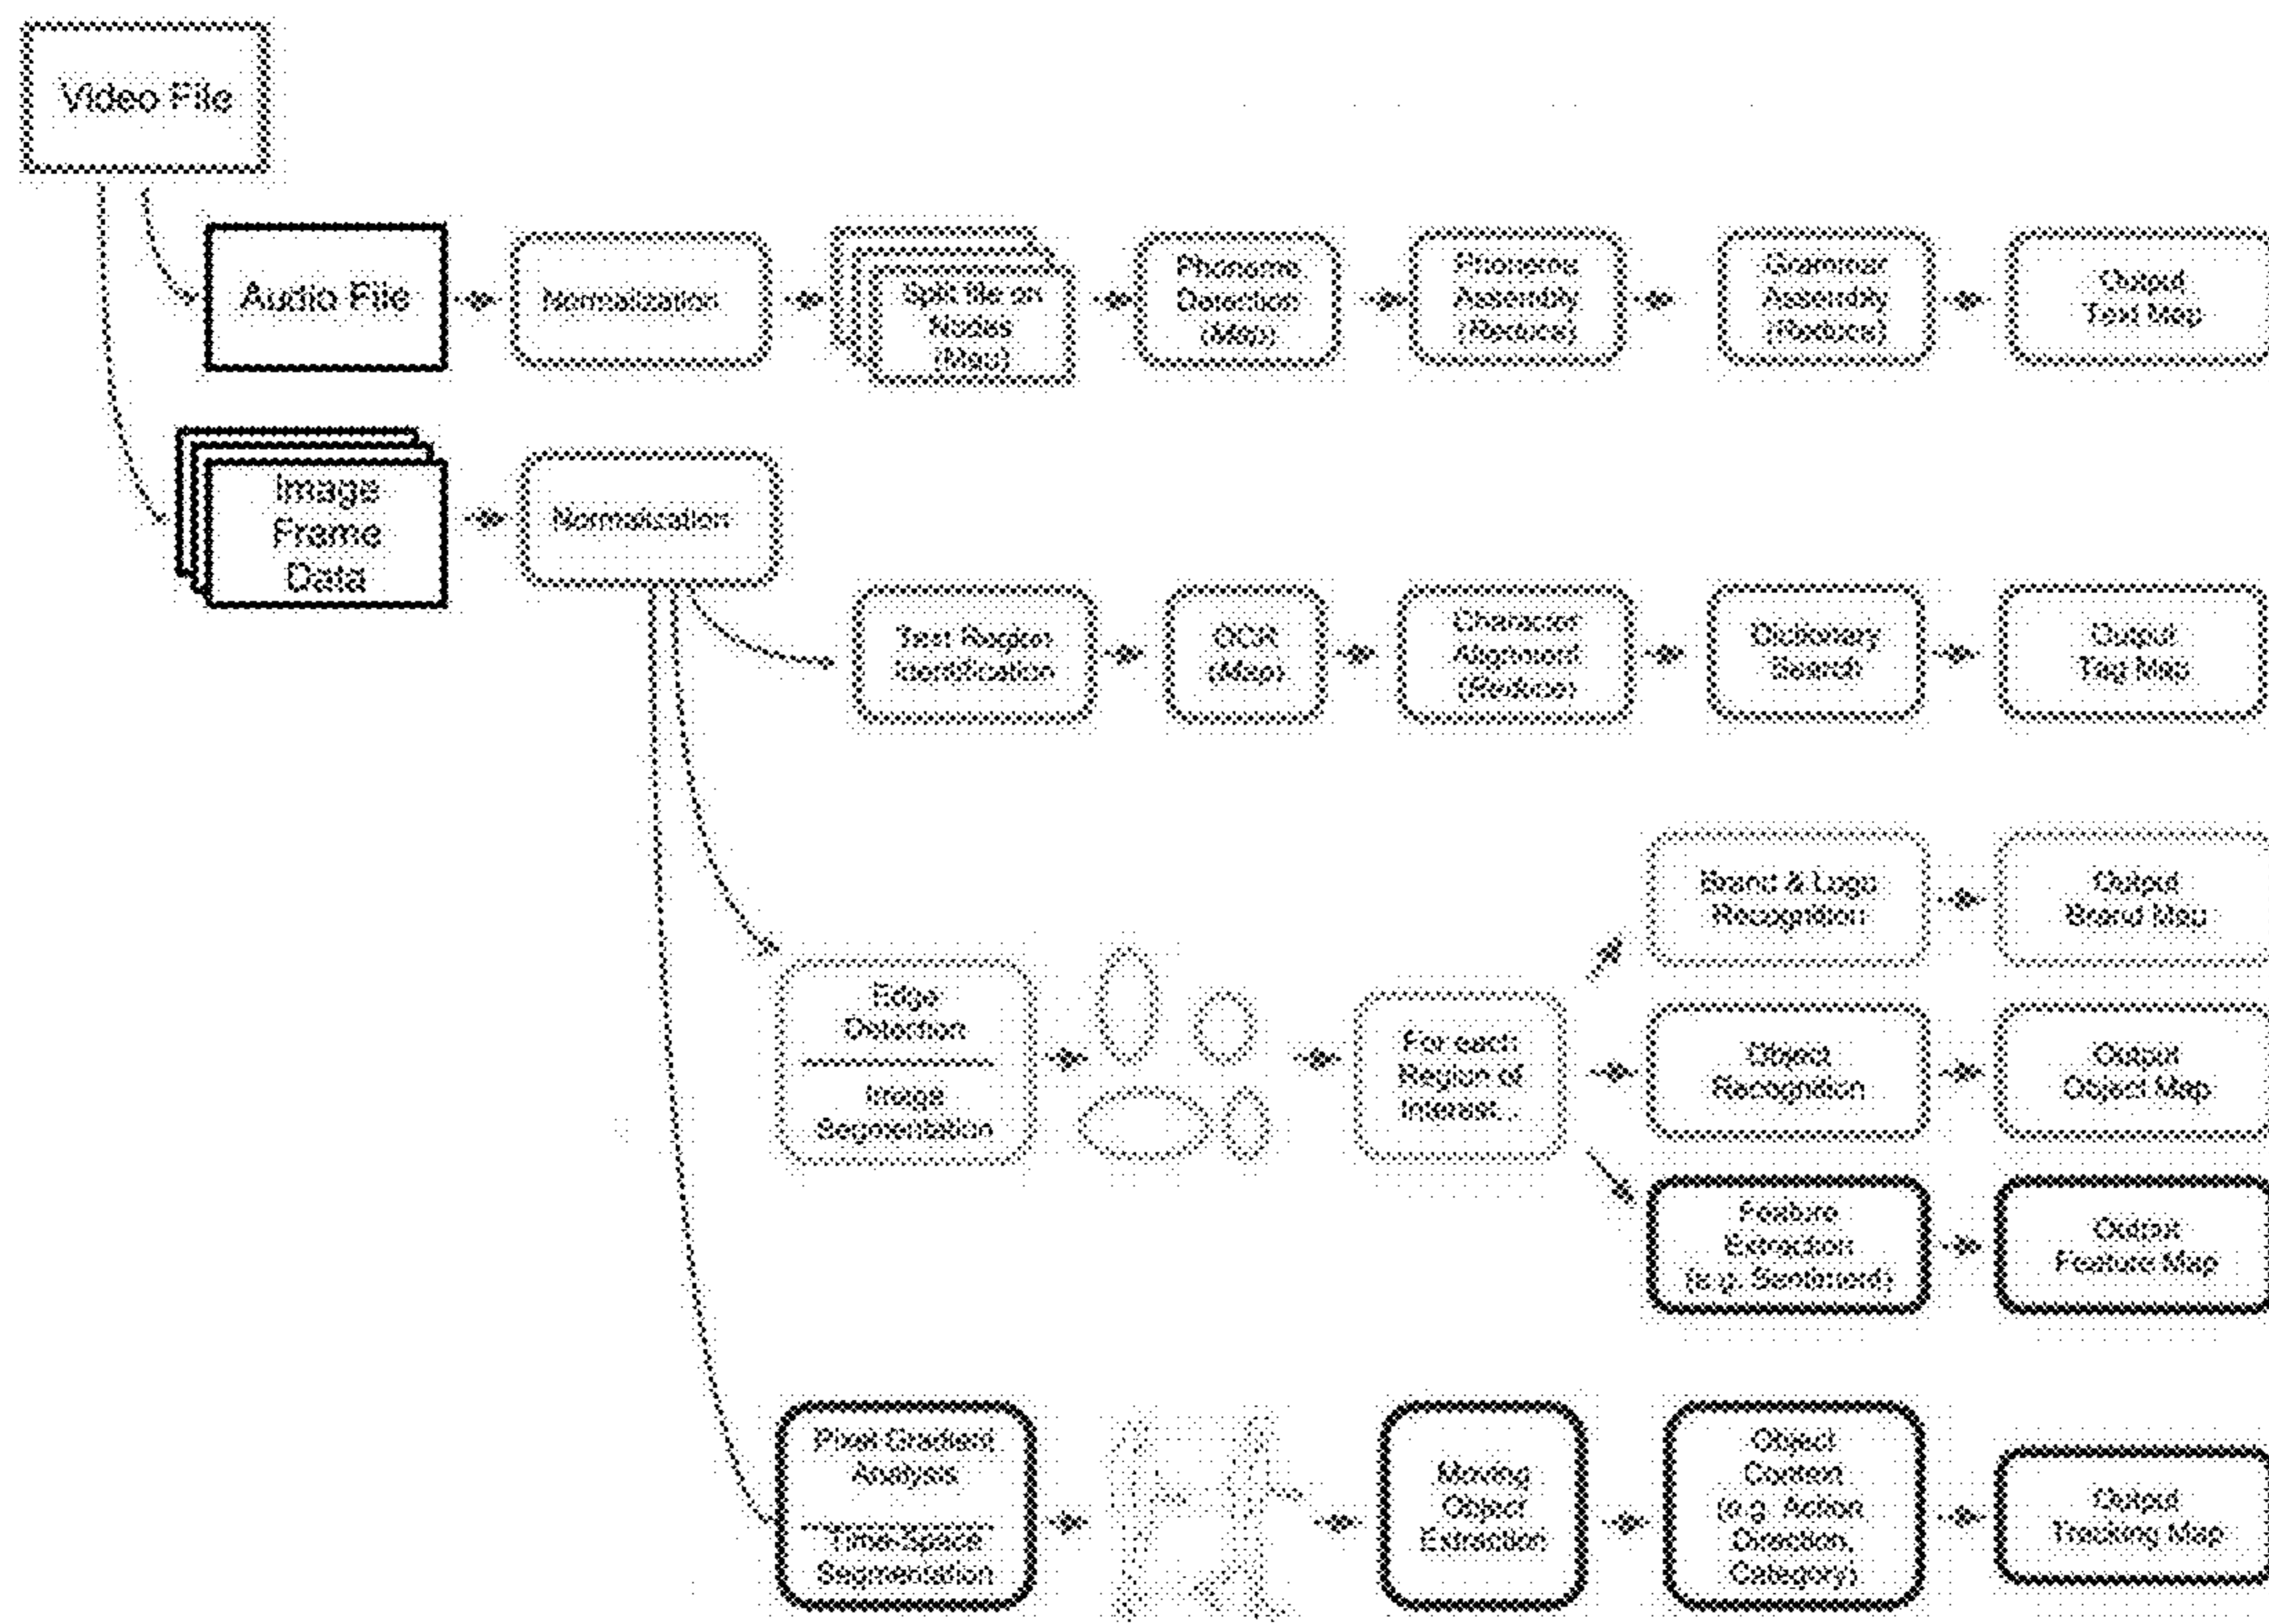 Video File
Audio File
Normalization
Split file on
Nodes
(Map)
Phoneme
Detection
(Map)
Phoneme
Assembly
(Reduce)
Grammar
Assembly
(Reduce)
Output
Text Map
Image
Frame
Data
Normalization
Text Region
Identification
OCR
(Map)
Character
Alignment
(Reduce)
Dictionary
Search
Output
Tag Map
Brand & Logo
Recognition
Output
Brand Map
Edge
Detection
Image
Segmentation
For each
Region of
Interest...
Object
Recognition
Output
Object Map
Feature
Extraction
(e.g. Sentiment)
Output
Feature Map
Pixel Gradient
Analysis
Time-Space
Segmentation
Moving
Object
Extraction
Object
Context
(e.g. Action
Direction,
Category)
Output
Tracking Map